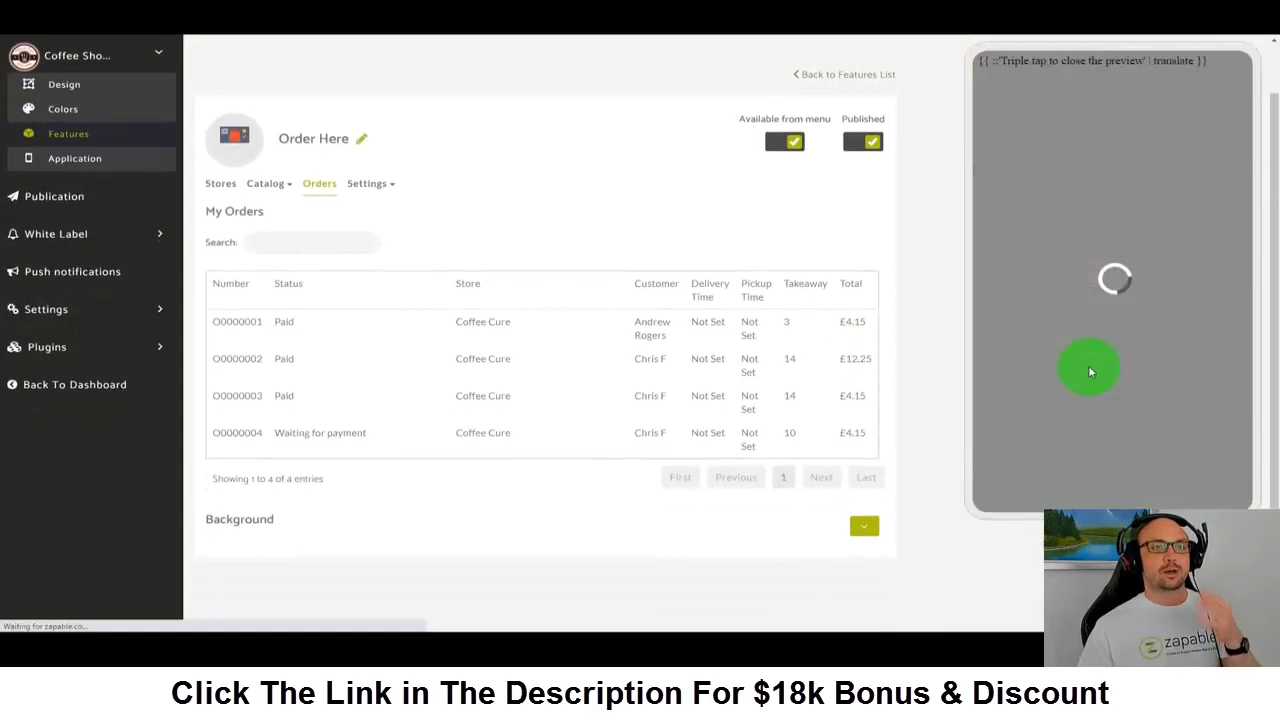 Coffee Sho...
Design
Colors
Features
Application
Publication
White Label
Push notifications
Settings
Plugins
Back To Dashboard
Waiting for zapable.co...
Back to Features List
Order Here
Available from menu
Published
Stores Catalog Orders Settings
My Orders
Search:
Number Status Store Customer Delivery Time Pickup Time Takeaway Total
O0000001 Paid Coffee Cure Andrew Rogers Not Set Not Set 3 £4.15
O0000002 Paid Coffee Cure Chris F Not Set Not Set 14 £12.25
O0000003 Paid Coffee Cure Chris F Not Set Not Set 14 £4.15
O0000004 Waiting for payment Coffee Cure Chris F Not Set Not Set 10 £4.15
Showing 1 to 4 of 4 entries
First Previous 1 Next Last
Background
{{ ::'Triple tap to close the preview' | translate }}
zapable
Click The Link in The Description For $18k Bonus & Discount